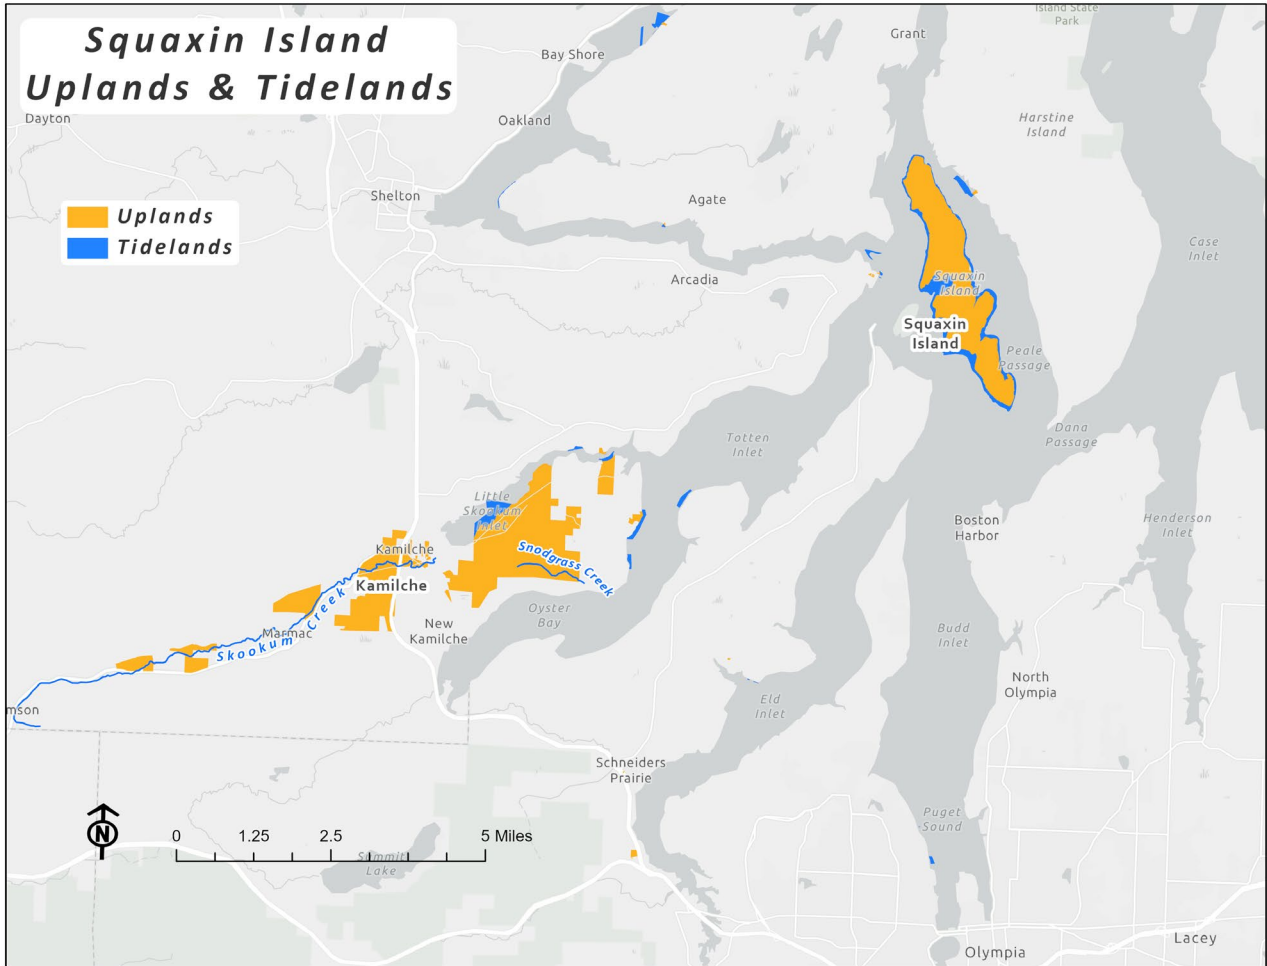 Squaxin Island
Uplands & Tidelands
Island State
Park
Grant
Bay Shore
Dayton
Oakland
Harstine
Island
Shelton
Agate
Uplands
Tidelands
Case
Inlet
Arcadia
Squaxin
Island
Squaxin
Island
Peale
Passage
Dana
Passage
Totten
Inlet
Little
Skookum
Inlet
Boston
Harbor
Henderson
Inlet
Kamilche
Snodgrass Creek
Kamilche
Oyster
Bay
New
Kamilche
Marmac
Skookum Creek
Budd
Inlet
North
Olympia
Eld
Inlet
mson
Schneiders
Prairie
Puget
Sound
N
0 1.25 2.5 5 Miles
Summit
Lake
Lacey
Olympia